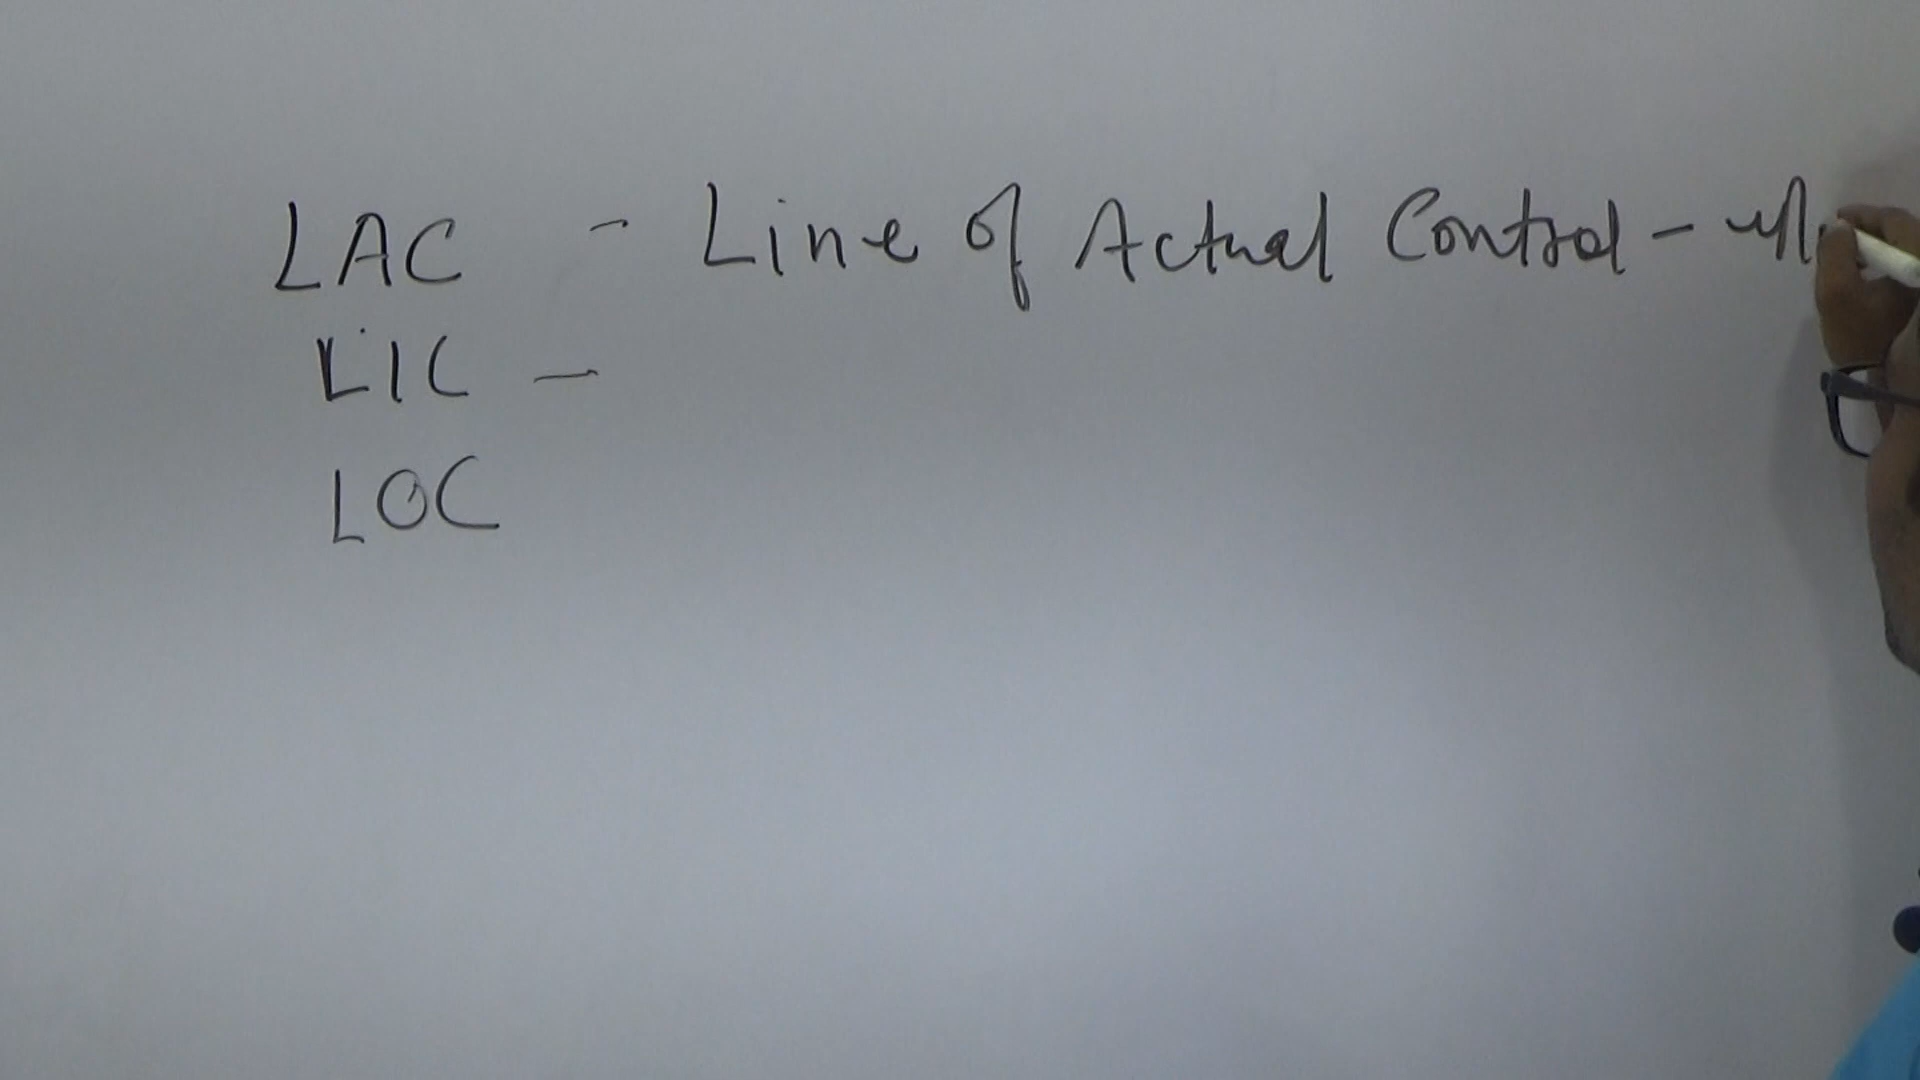 LAC - Line of Actual Control -
LIC -
LOC